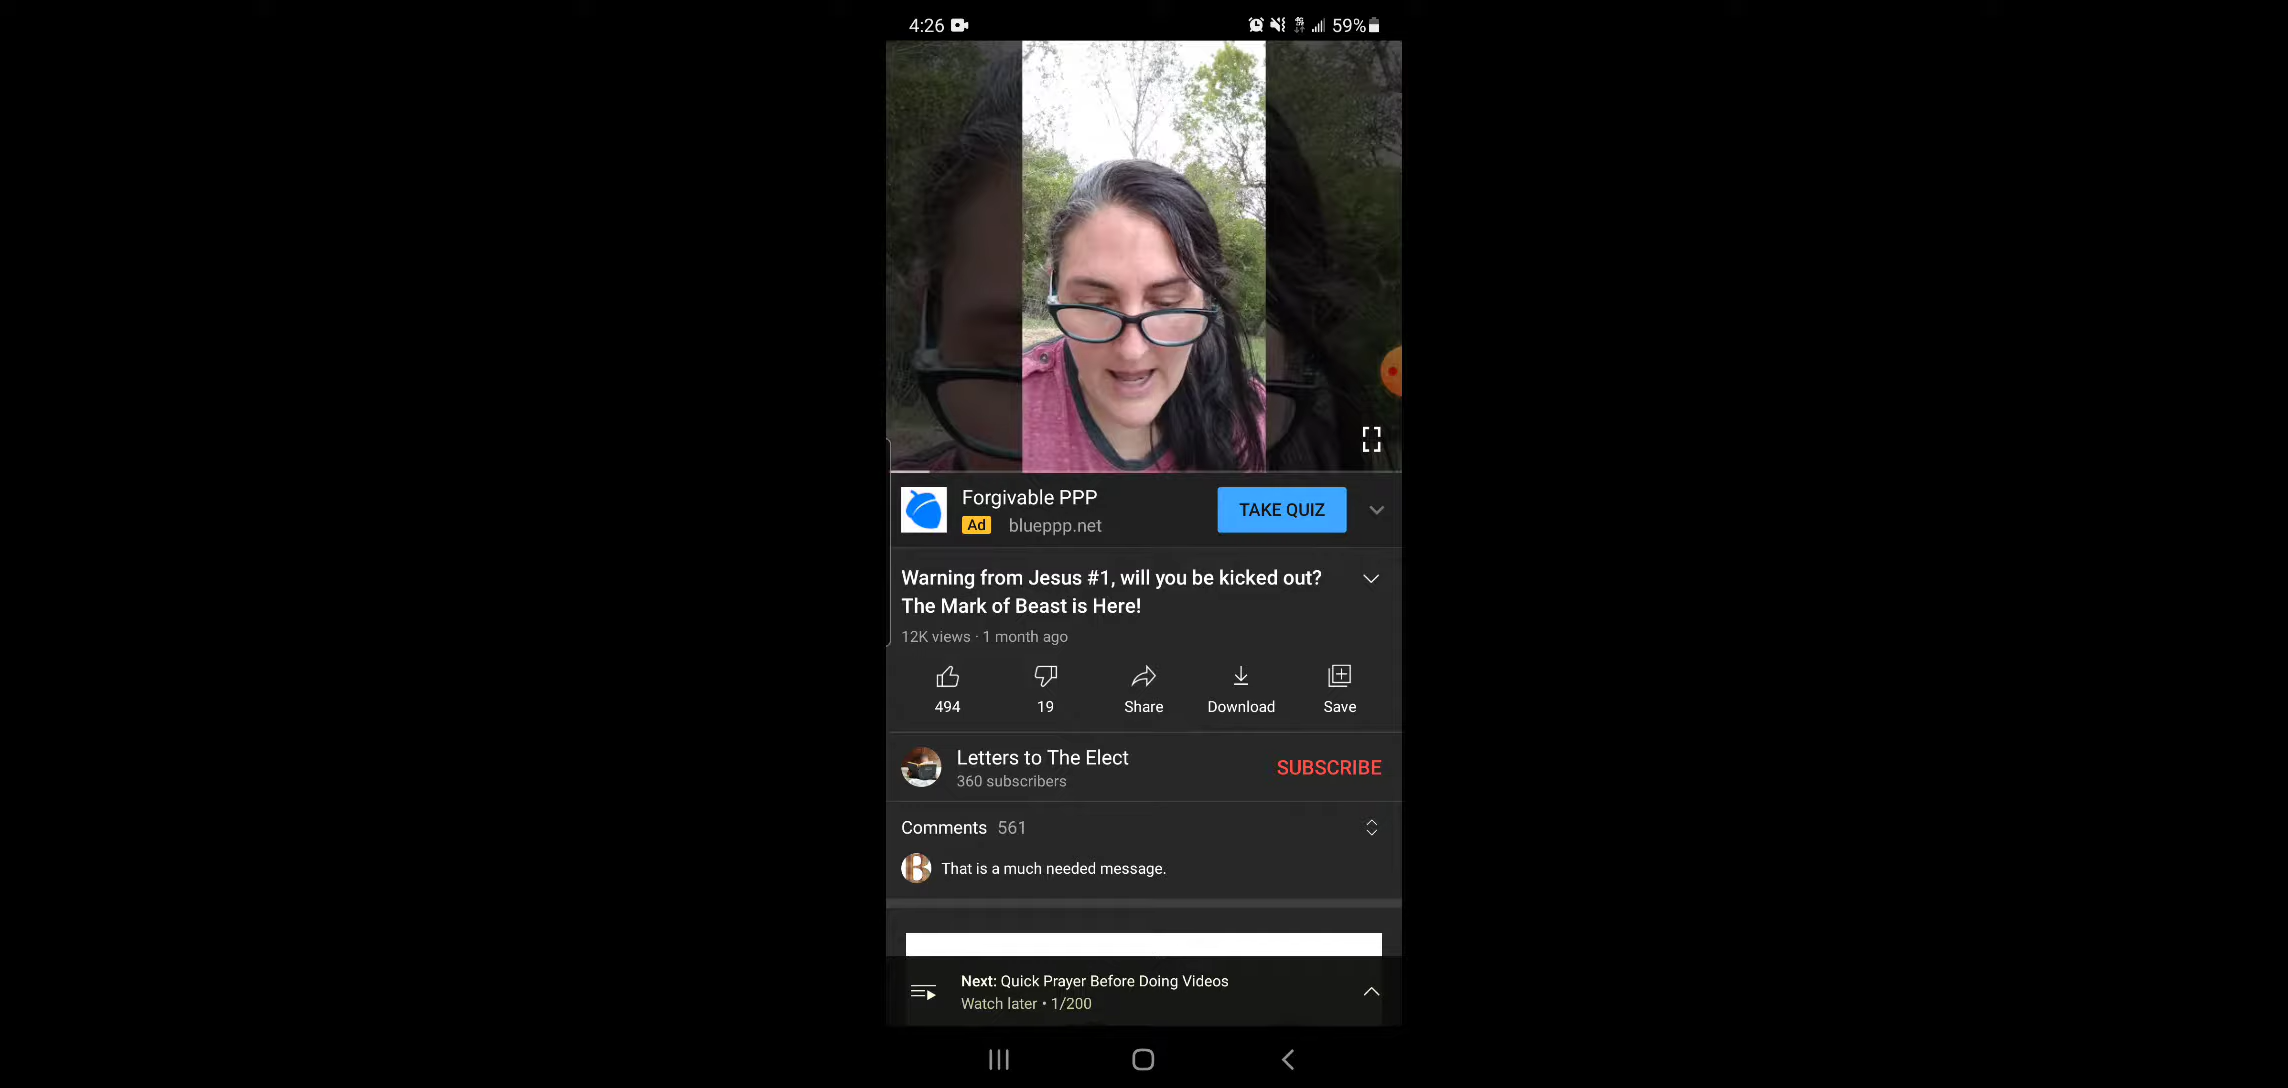 4:26
59%
Forgivable PPP
Ad blueppp.net
TAKE QUIZ
Warning from Jesus #1, will you be kicked out?
The Mark of Beast is Here!
12K views · 1 month ago
494 19 Share Download Save
Letters to The Elect
360 subscribers
SUBSCRIBE
Comments 561
B That is a much needed message.
Next: Quick Prayer Before Doing Videos
Watch later • 1/200